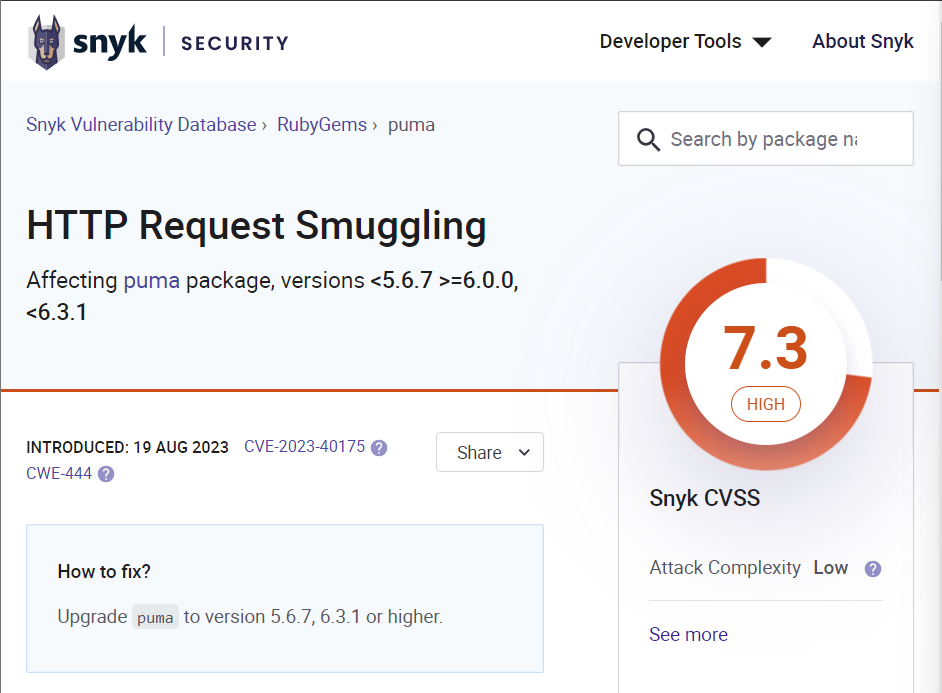 snyk SECURITY
Developer Tools
About Snyk
Snyk Vulnerability Database › RubyGems › puma
Search by package
HTTP Request Smuggling
Affecting puma package, versions <5.6.7 >=6.0.0,
<6.3.1
7.3
HIGH
INTRODUCED: 19 AUG 2023 CVE-2023-40175 ?
CWE-444 ?
Share
Snyk CVSS
How to fix?
Upgrade puma to version 5.6.7, 6.3.1 or higher.
Attack Complexity Low ?
See more